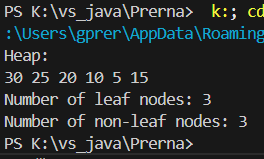 PS K:\vs_java\Prerna>  k:; cd
:\Users\gprer\AppData\Roaming
Heap:
30 25 20 10 5 15
Number of leaf nodes: 3
Number of non-leaf nodes: 3
PS K:\vs_java\Prerna>